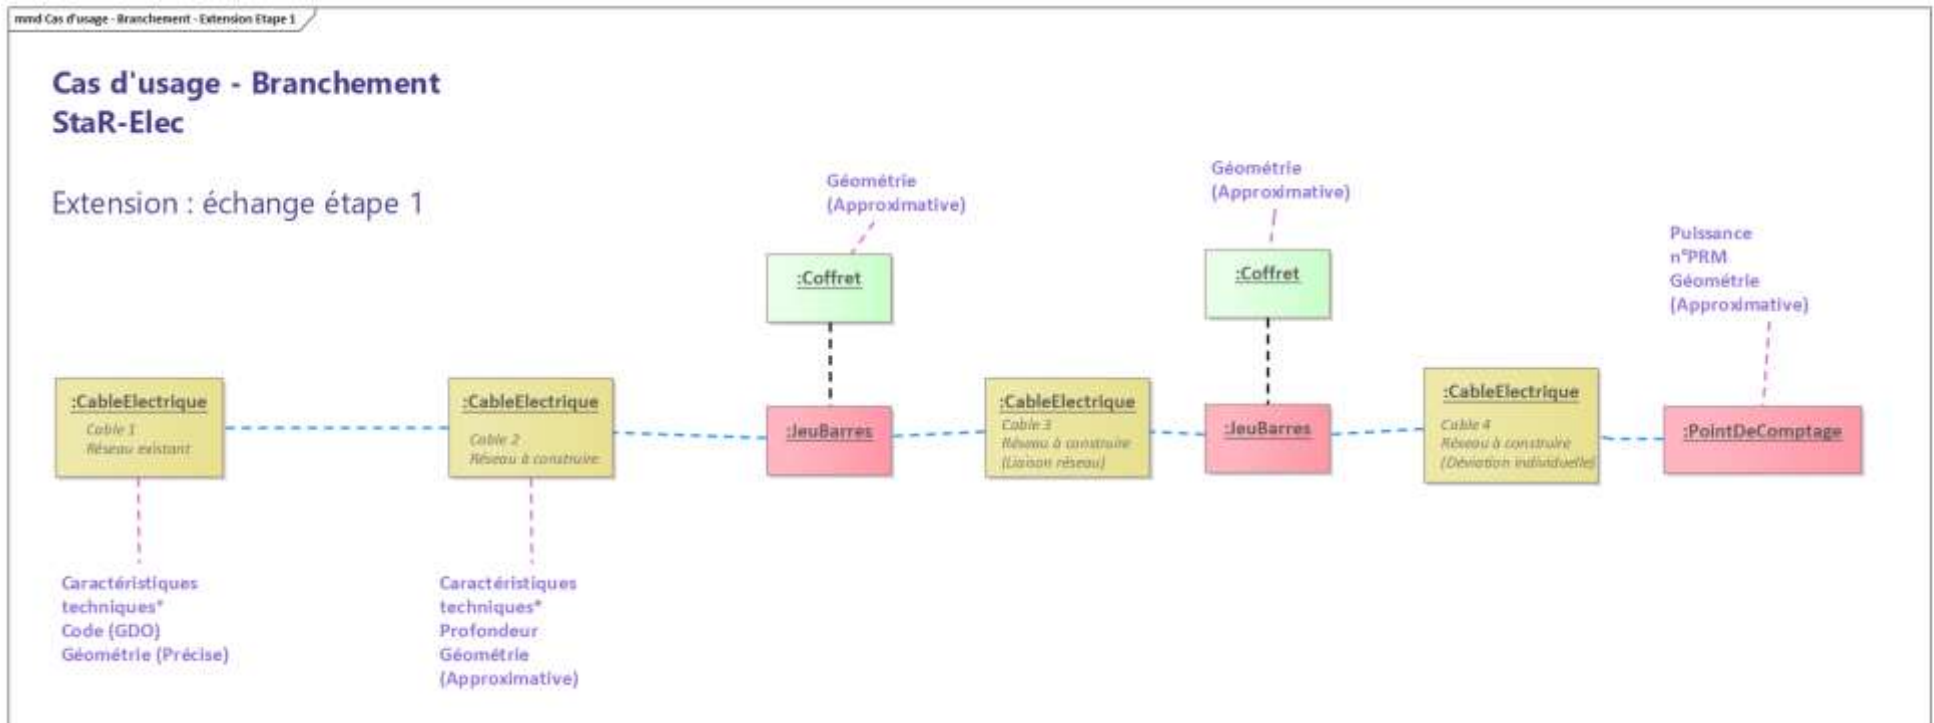 mmd Cas d'usage - Branchement - Extension Etape 1
Cas d'usage - Branchement
StaR-Elec
Extension : échange étape 1
Géométrie
(Approximative)
Géométrie
(Approximative)
Puissance
n°PRM
Géométrie
(Approximative)
:Coffret
:Coffret
:CableElectrique
Cable 1
Réseau existant
:CableElectrique
Cable 2
Réseau à construire
:JeuBarres
:CableElectrique
Cable 3
Réseau à construire
(Liaison réseau)
:JeuBarres
:CableElectrique
Cable 4
Réseau à construire
(Déviation individuelle)
:PointDeComptage
Caractéristiques
techniques*
Code (GDO)
Géométrie (Précise)
Caractéristiques
techniques*
Profondeur
Géométrie
(Approximative)